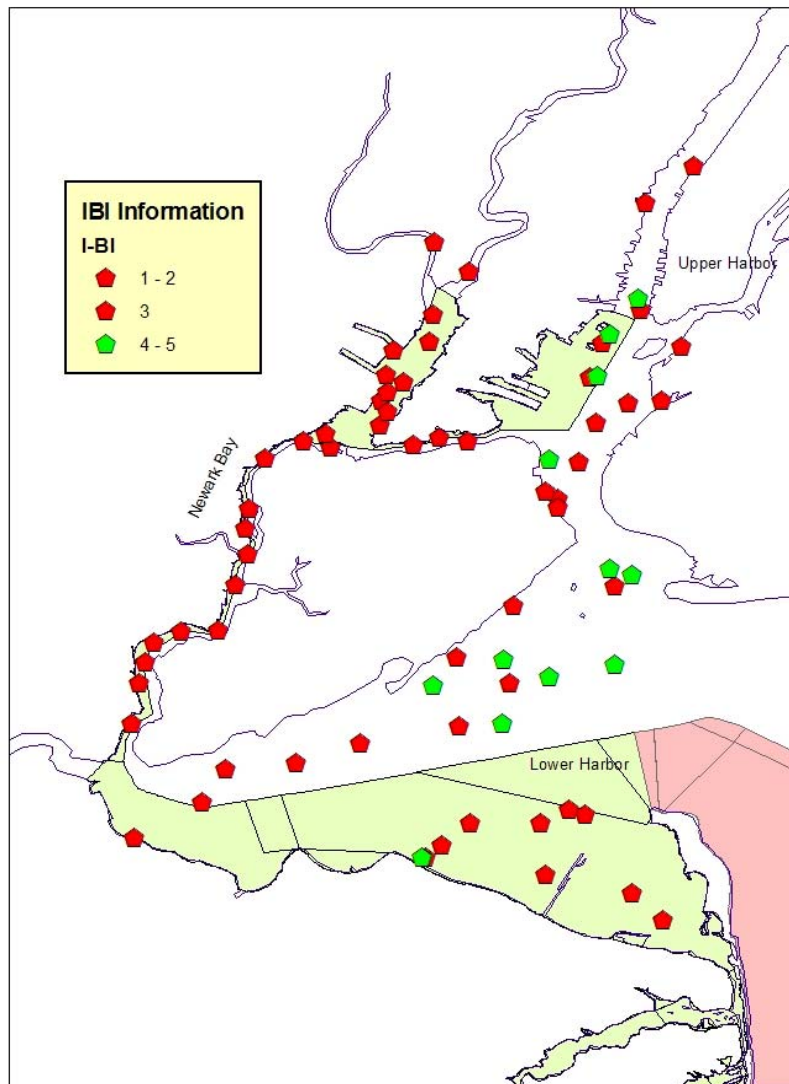 IBI Information
I-BI
1 - 2
3
4 - 5
Upper Harbor
Newark Bay
Lower Harbor